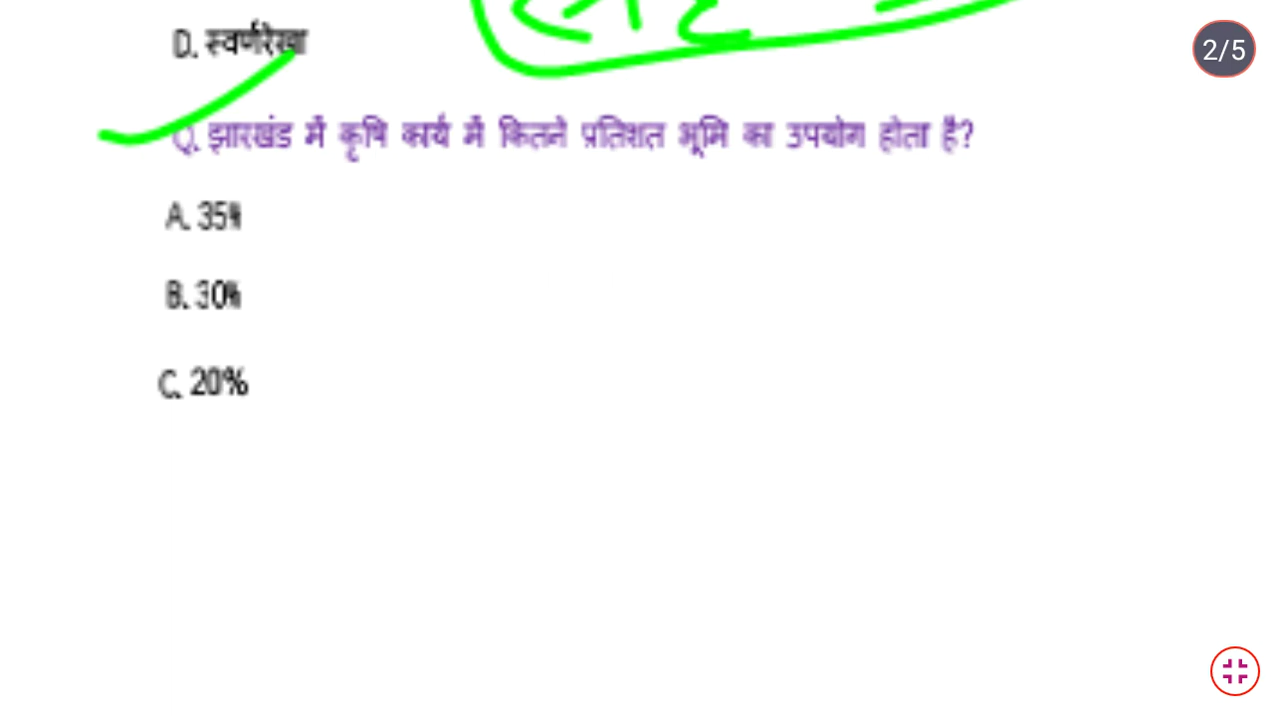 D. स्वर्णरेखा
2/5
Q. झारखंड में कृषि कार्य में कितने प्रतिशत भूमि का उपयोग होता है?
A. 35%
B. 30%
C. 20%